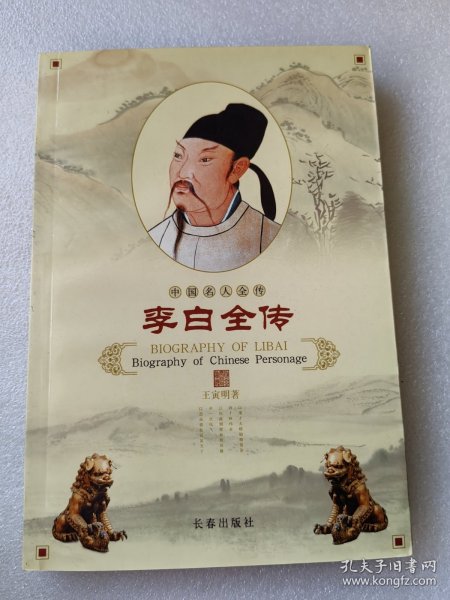 中国名人全传
李白全传
BIOGRAPHY OF LIBAI
Biography of Chinese Personage
王寅明著
长春出版社
孔夫子旧书网
www.kongfz.com